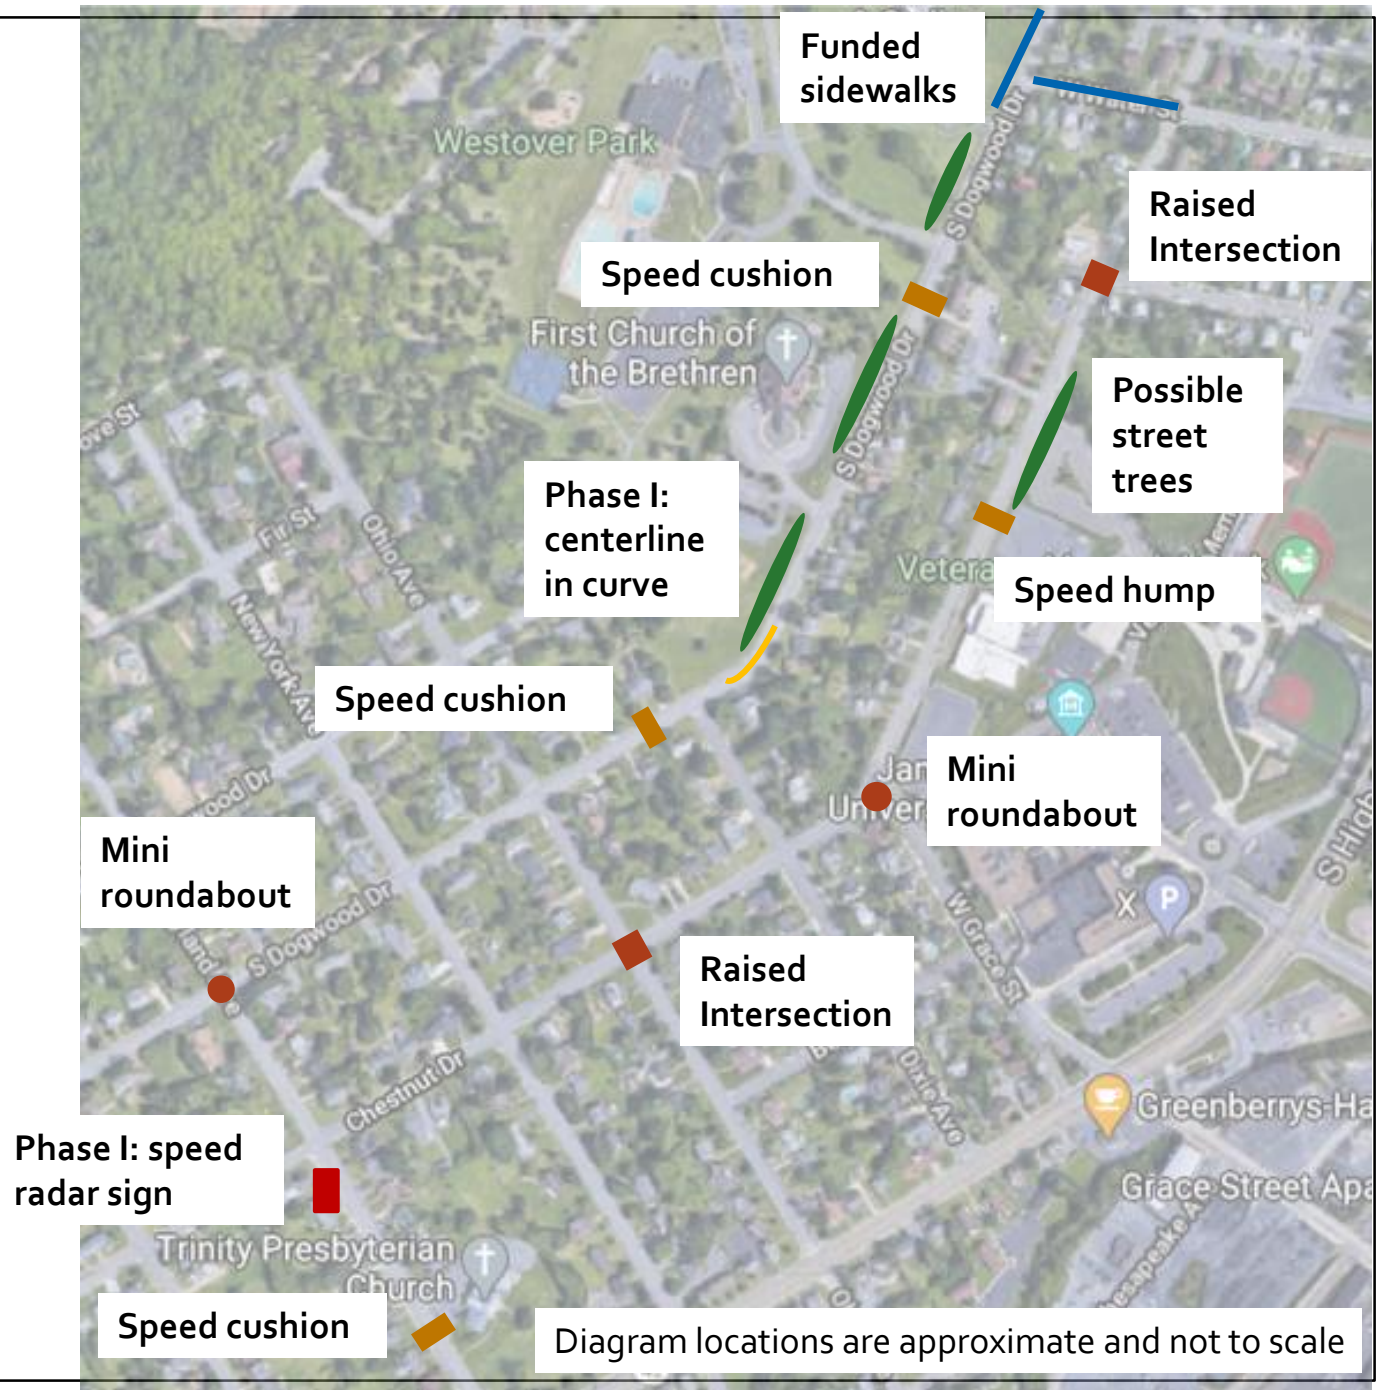 Funded
sidewalks
Westover Park
S Dogwood Dr
Raised
Intersection
Speed cushion
First Church of
the Brethren
S Dogwood Dr
Possible
street
trees
Phase I:
centerline
in curve
Fir St
Ohio Ave
Speed hump
New York Ave
Speed cushion
Mini
roundabout
Mini
roundabout
S Dogwood Dr
X
P
W Grace St
S High
Raised
Intersection
Dixie Ave
Chestnut Dr
Greenberrys-Ha
Phase I: speed
radar sign
Grace Street Apa
Trinity Presbyterian
Church
Speed cushion
Diagram locations are approximate and not to scale